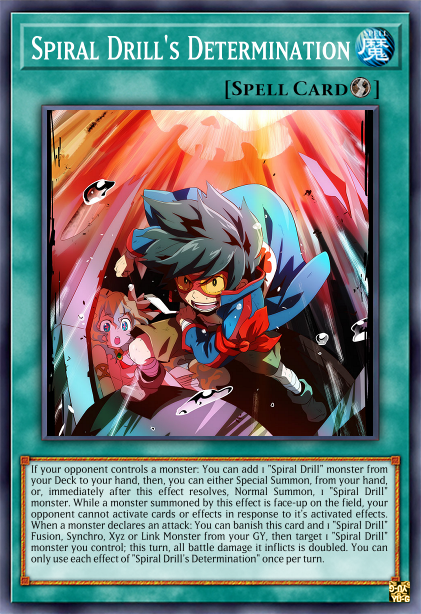 Spiral Drill's Determination
SPELL
魔
[Spell Card]
If your opponent controls a monster: You can add 1 "Spiral Drill" monster from
your Deck to your hand, then, you can either Special Summon, from your hand,
or, immediately after this effect resolves, Normal Summon, 1 "Spiral Drill"
monster. While a monster summoned by this effect is face-up on the field, your
opponent cannot activate cards or effects in response to it's activated effects.
When a monster declares an attack: You can banish this card and 1 "Spiral Drill"
Fusion, Synchro, Xyz or Link Monster from your GY, then target 1 "Spiral Drill"
monster you control; this turn, all battle damage it inflicts is doubled. You can
only use each effect of "Spiral Drill's Determination" once per turn.